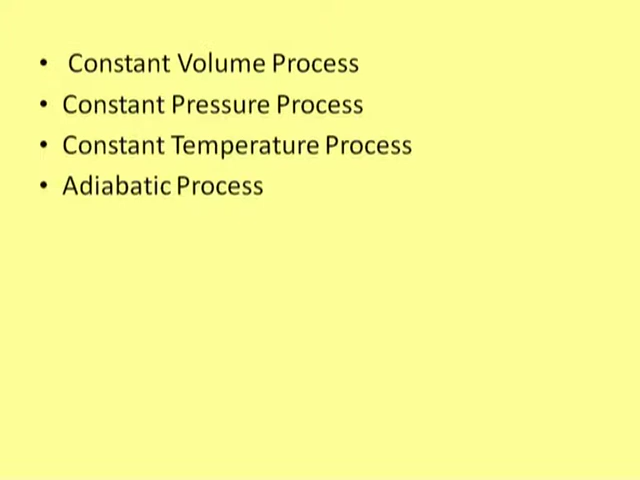 • Constant Volume Process
• Constant Pressure Process
• Constant Temperature Process
• Adiabatic Process